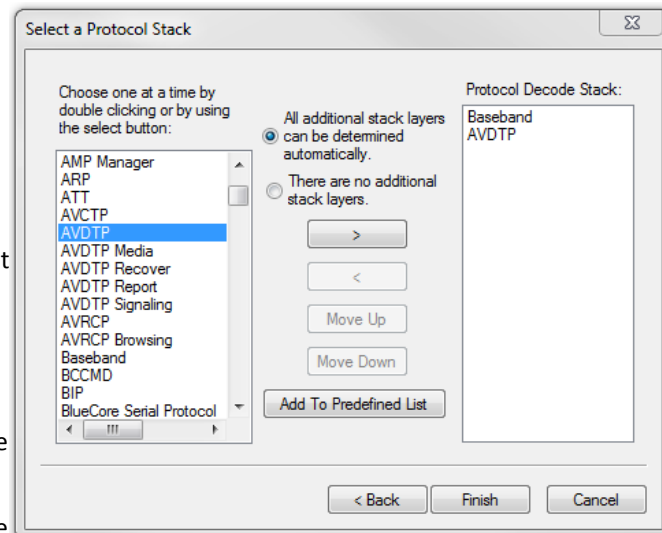 Select a Protocol Stack
Choose one at a time by
double clicking or by using
the select button:
AMP Manager
ARP
ATT
AVCTP
AVDTP
AVDTP Media
AVDTP Recover
AVDTP Report
AVDTP Signaling
AVRCP
AVRCP Browsing
Baseband
BCCMD
BIP
BlueCore Serial Protocol
All additional stack layers
can be determined
automatically.
There are no additional
stack layers.
>
<
Move Up
Move Down
Add To Predefined List
Protocol Decode Stack:
Baseband
AVDTP
< Back
Finish
Cancel
t
e
e